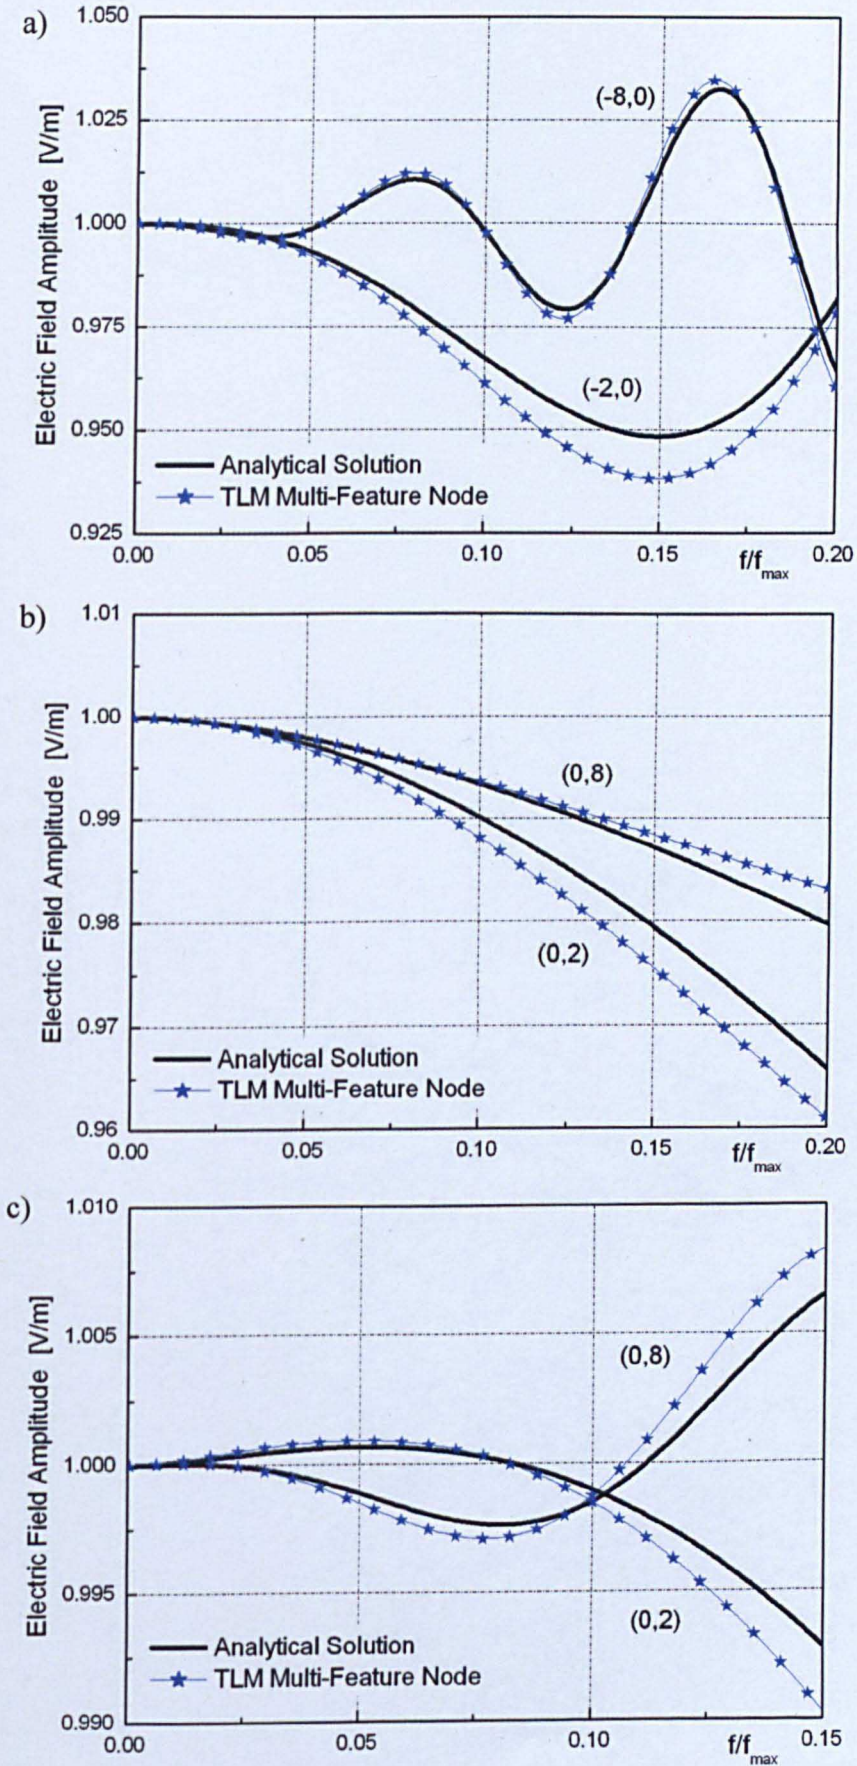 a)
1.050
1.025
1.000
0.975
0.950
0.925
Electric Field Amplitude [V/m]
(-8,0)
(-2,0)
Analytical Solution
TLM Multi-Feature Node
0.00
0.05
0.10
0.15
0.20
f/fmax
b)
1.01
1.00
0.99
0.98
0.97
0.96
Electric Field Amplitude [V/m]
(0,8)
(0,2)
Analytical Solution
TLM Multi-Feature Node
0.00
0.05
0.10
0.15
0.20
f/fmax
c)
1.010
1.005
1.000
0.995
0.990
Electric Field Amplitude [V/m]
(0,8)
(0,2)
Analytical Solution
TLM Multi-Feature Node
0.00
0.05
0.10
0.15
f/fmax